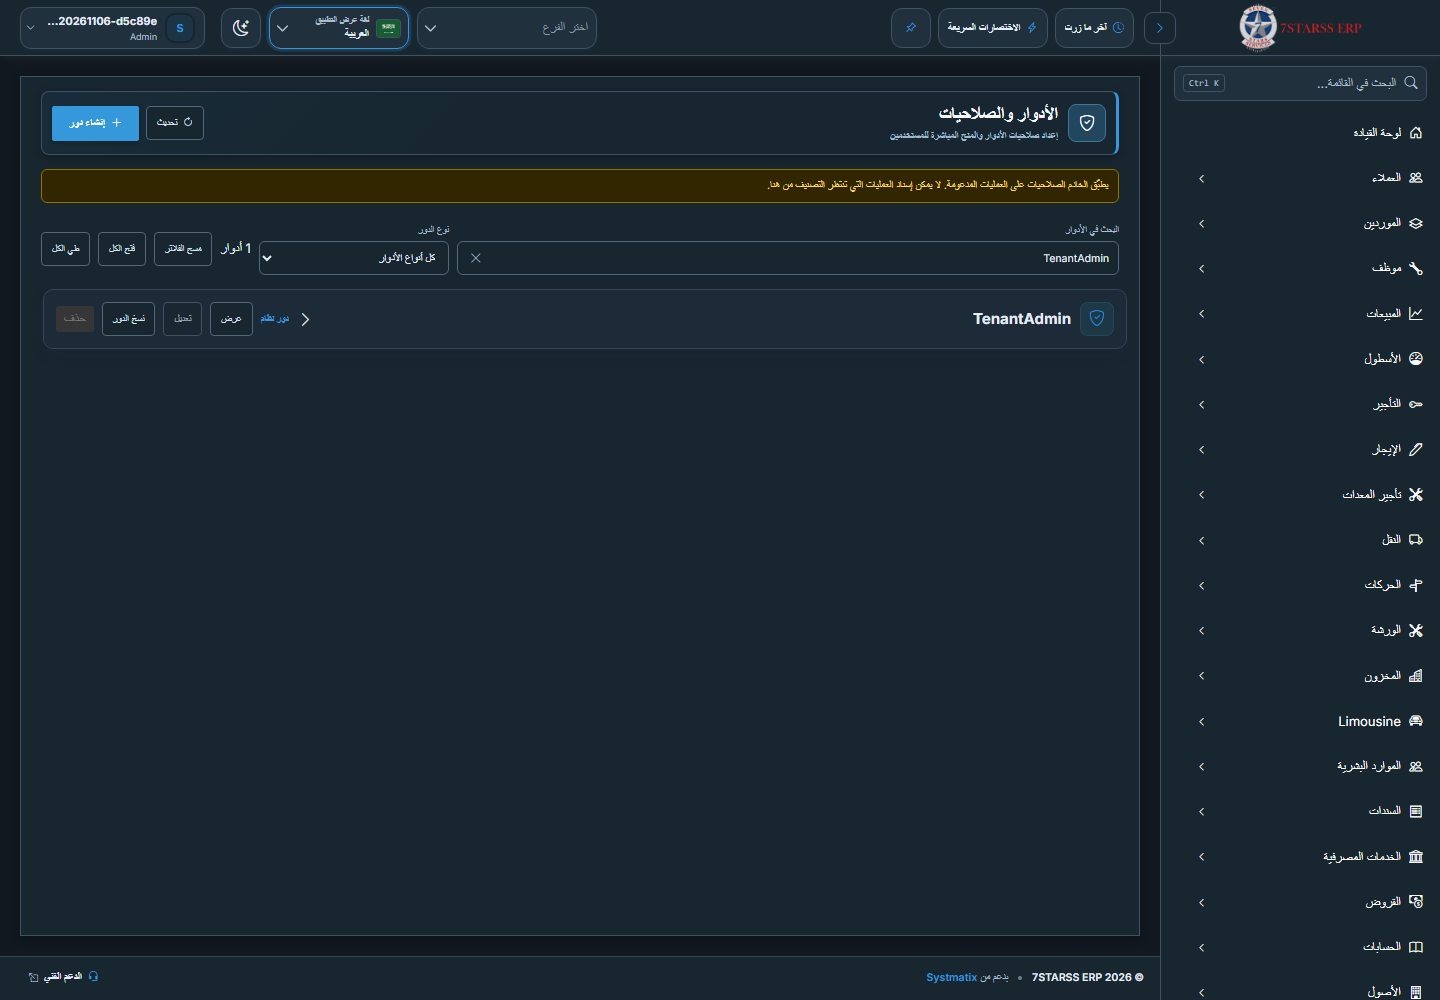 7STARSS ERP
آخر ما زرت
الاختصارات السريعة
اختر الفرع
لغة عرض التطبيق
العربية
...20261106-d5c89e
Admin
S
البحث في القائمة...
Ctrl K
لوحة القيادة
العملاء
الموردين
موظف
المبيعات
الأسطول
التأجير
الإيجار
تأجير المعدات
النقل
الحركات
الورشة
المخزون
Limousine
الموارد البشرية
السندات
الخدمات المصرفية
القروض
الحسابات
الأصول
الأدوار والصلاحيات
إعداد صلاحيات الأدوار والمنح المباشرة للمستخدمين
تحديث
إنشاء دور
يطبّق الخادم الصلاحيات على العمليات المدعومة. لا يمكن إسناد العمليات التي تنتظر التصنيف من هنا.
البحث في الأدوار
نوع الدور
TenantAdmin
كل أنواع الأدوار
1 أدوار
مسح الفلاتر
فتح الكل
طي الكل
TenantAdmin
دور نظام
عرض
تعديل
نسخ الدور
حذف
© 2026 7STARSS ERP
بدعم من Systmatix
الدعم الفني